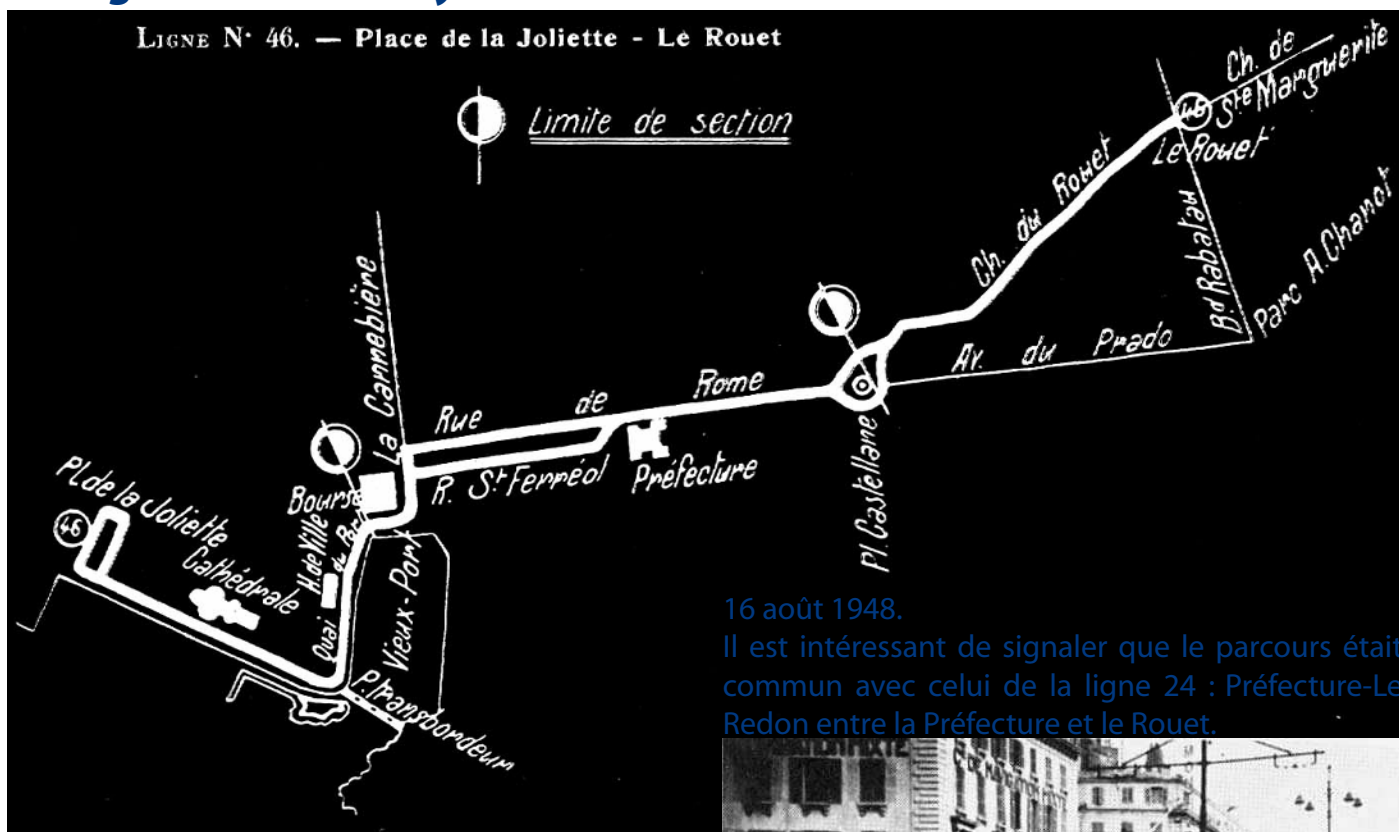 LIGNE N· 46. — Place de la Joliette - Le Rouet
Limite de section
Ch. de
Ste Marguerite
46
Le Rouet
Ch. du Rouet
Bd Rabatau
Parc A. Chanot
La Cannebière
Av. du Prado
Rue de Rome
Pl. Castellane
R. St Ferréol
Préfecture
Bourse
Pl. de la Joliette
46
Cathédrale
H. de Ville
Quai du Port
Vieux-Port
P. transbordeur
16 août 1948.
Il est intéressant de signaler que le parcours était
commun avec celui de la ligne 24 : Préfecture-Le
Redon entre la Préfecture et le Rouet.